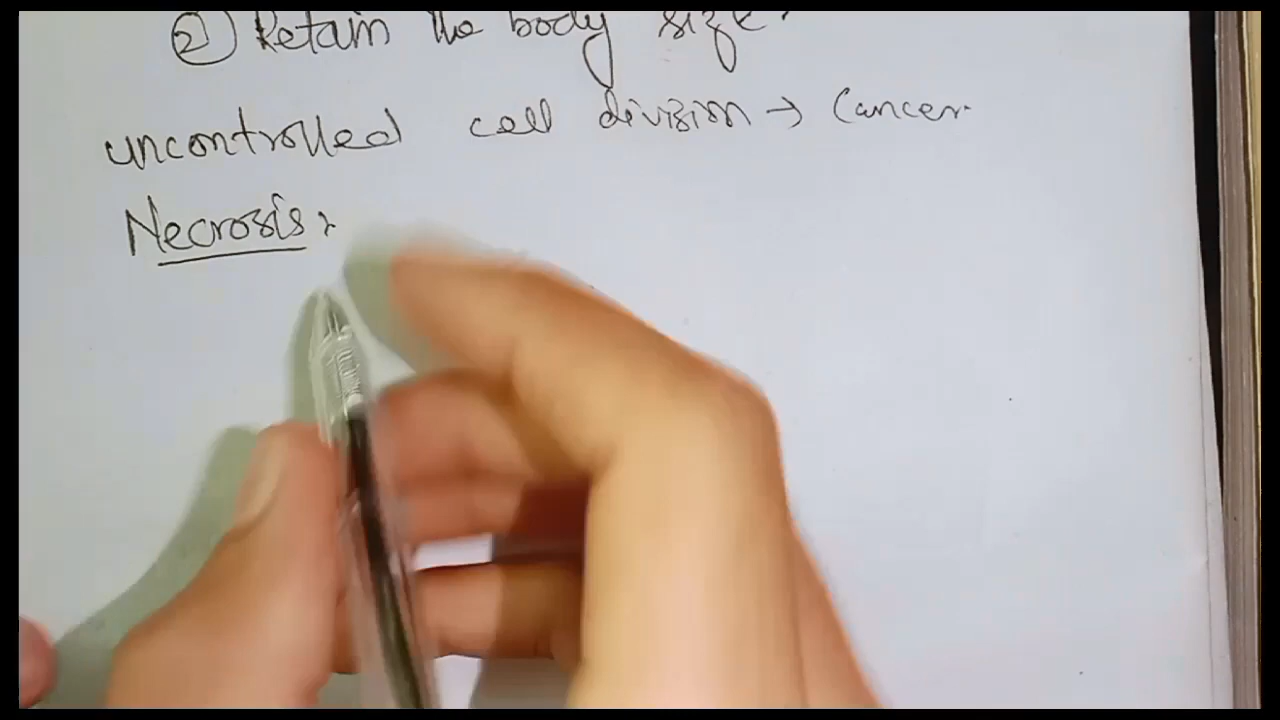 ② Retain the body size.
uncontrolled cell division → Cancer.
Necrosis: